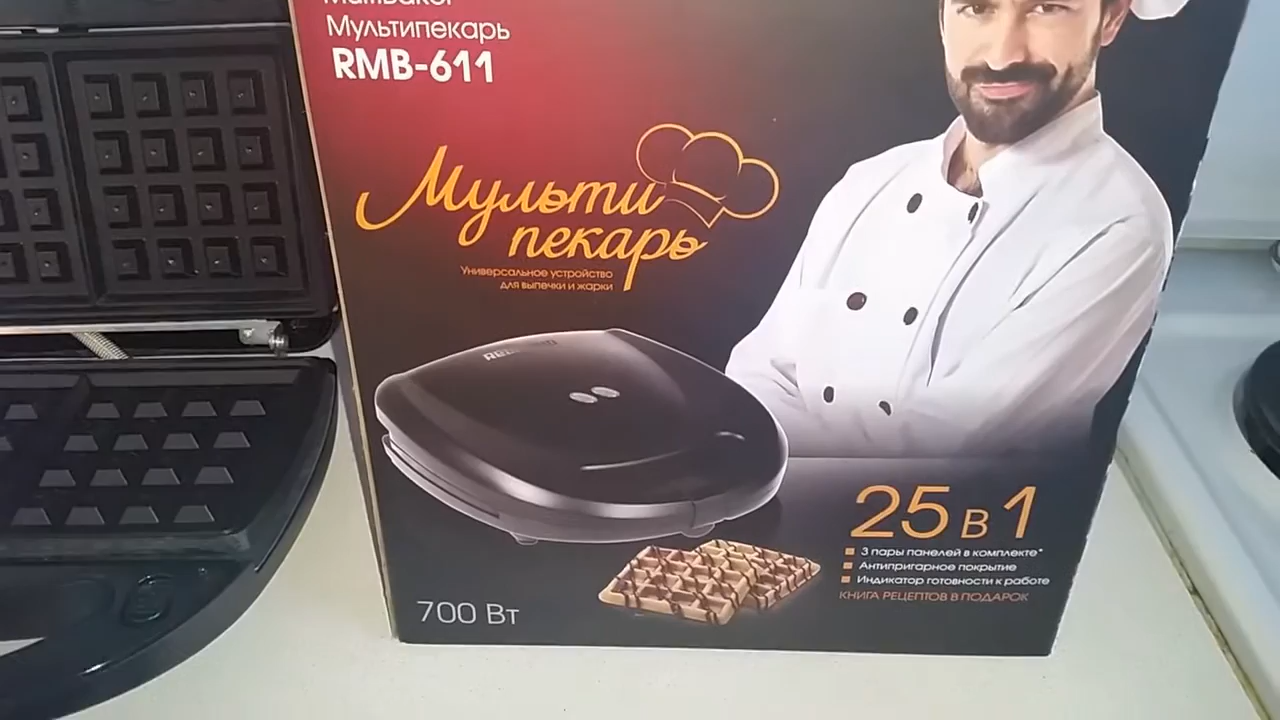 Мультипекарь
RMB-611
Мульти
пекарь
Универсальное устройство
для выпечки и жарки
25 в 1
3 пары панелей в комплекте*
Антипригарное покрытие
Индикатор готовности к работе
КНИГА РЕЦЕПТОВ В ПОДАРОК
700 Вт